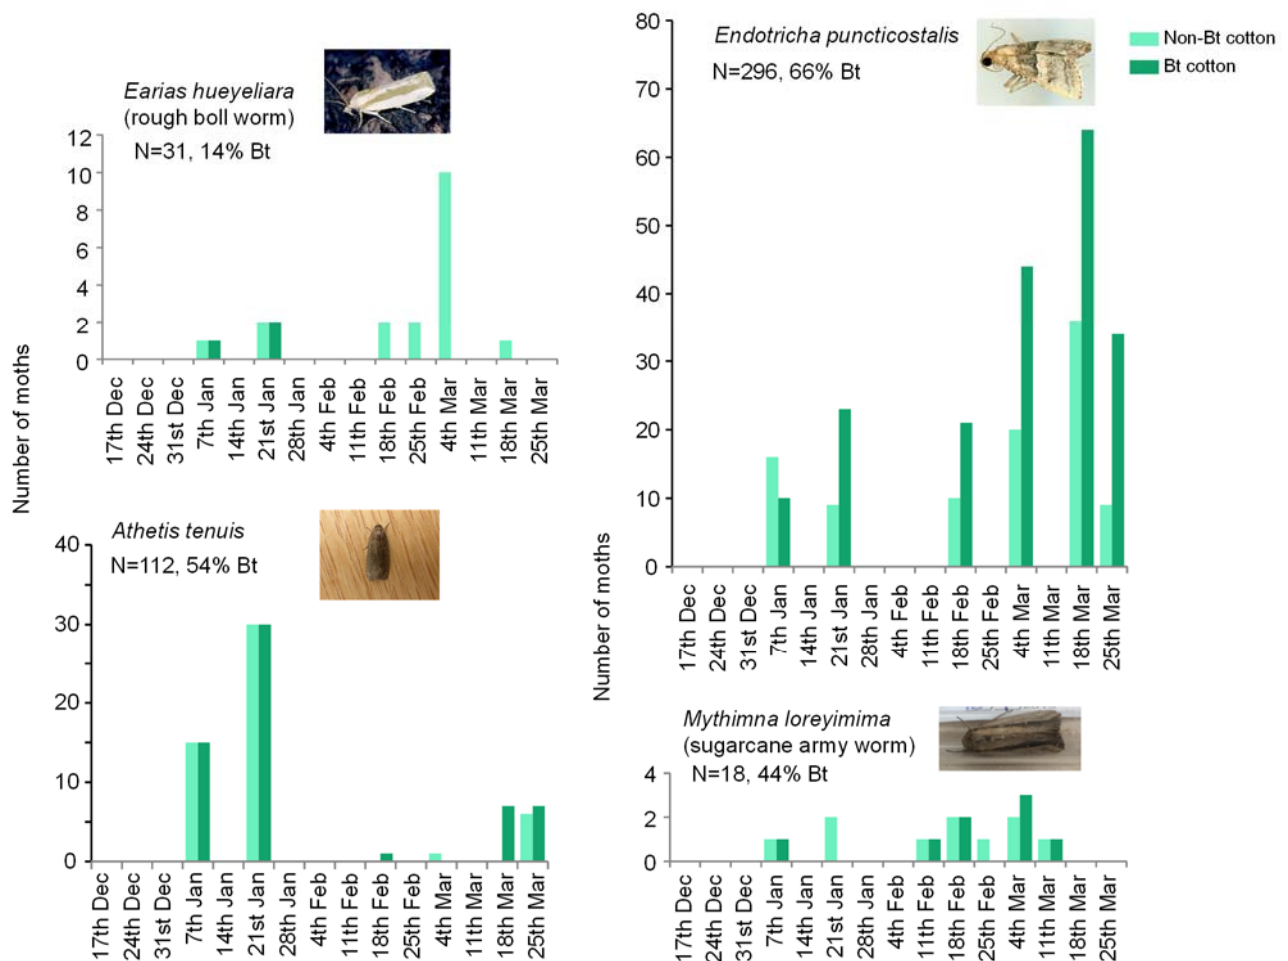 Earias hueyeliara
(rough boll worm)
N=31, 14% Bt
12
10
8
6
4
2
0
17th Dec
24th Dec
31st Dec
7th Jan
14th Jan
21st Jan
28th Jan
4th Feb
11th Feb
18th Feb
25th Feb
4th Mar
11th Mar
18th Mar
25th Mar
Number of moths
Athetis tenuis
N=112, 54% Bt
40
30
20
10
0
17th Dec
24th Dec
31st Dec
7th Jan
14th Jan
21st Jan
28th Jan
4th Feb
11th Feb
18th Feb
25th Feb
4th Mar
11th Mar
18th Mar
25th Mar
Endotricha puncticostalis
N=296, 66% Bt
Non-Bt cotton
Bt cotton
80
70
60
50
40
30
20
10
0
17th Dec
24th Dec
31st Dec
7th Jan
14th Jan
21st Jan
28th Jan
4th Feb
11th Feb
18th Feb
25th Feb
4th Mar
11th Mar
18th Mar
25th Mar
Number of moths
Mythimna loreyimima
(sugarcane army worm)
N=18, 44% Bt
4
2
0
17th Dec
24th Dec
31st Dec
7th Jan
14th Jan
21st Jan
28th Jan
4th Feb
11th Feb
18th Feb
25th Feb
4th Mar
11th Mar
18th Mar
25th Mar